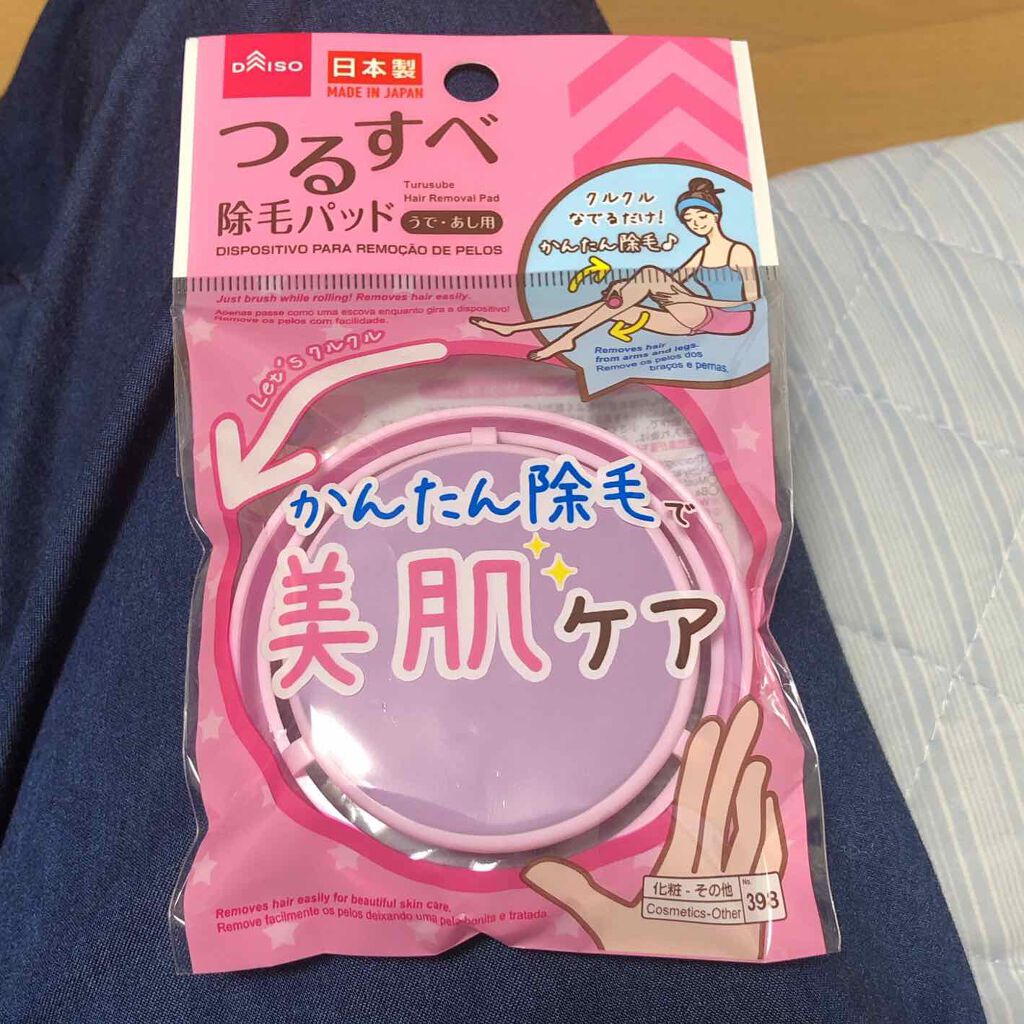 DAISO
日本製
MADE IN JAPAN
つるすべ
Turusube
Hair Removal Pad
除毛パッド
うで・あし用
DISPOSITIVO PARA REMOÇÃO DE PELOS
クルクル
なでるだけ!
かんたん除毛♪
Just brush while rolling! Removes hair easily.
Apenas passe como uma escova enquanto gira a dispositivo!
Remove os pelos com facilidade.
Removes hair
from arms and legs.
Remove os pelos dos
braços e pernas.
Let's クルクル
かんたん除毛で
美肌ケア
Removes hair easily for beautiful skin care.
Remove facilmente os pelos deixando uma pele bonita e tratada.
化粧-その他
Cosmetics-Other
No.
393